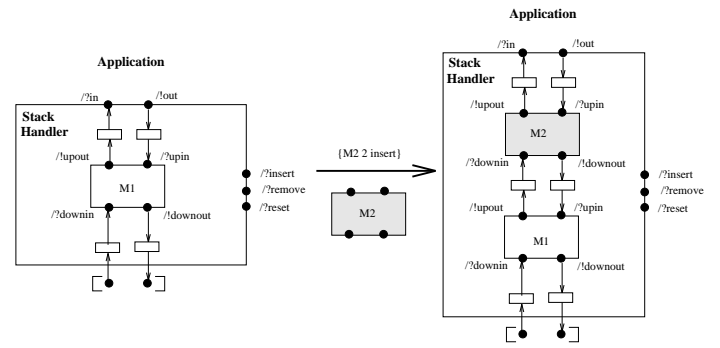 Application
/?in
/!out
Stack
Handler
/!upout
/?upin
M1
/?downin
/!downout
/?insert
/?remove
/?reset
{M2 2 insert}
M2
Application
/?in
/!out
Stack
Handler
/!upout
/?upin
M2
/?downin
/!downout
/!upout
/?upin
M1
/?downin
/!downout
/?insert
/?remove
/?reset